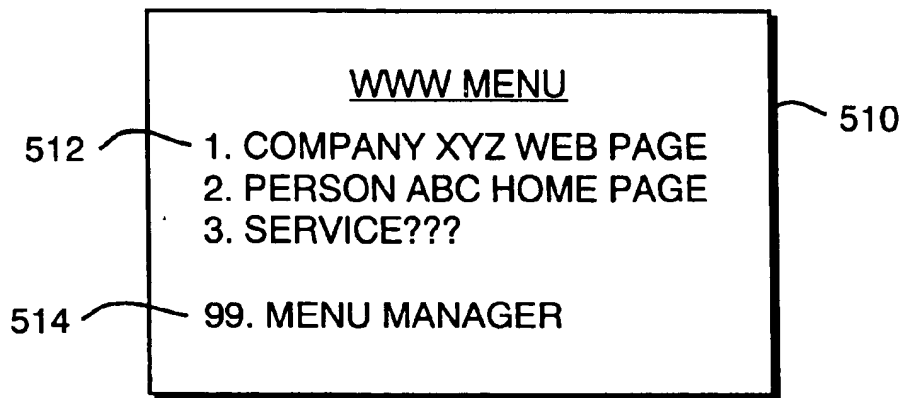 WWW MENU
510
512
1. COMPANY XYZ WEB PAGE
2. PERSON ABC HOME PAGE
3. SERVICE???
514
99. MENU MANAGER